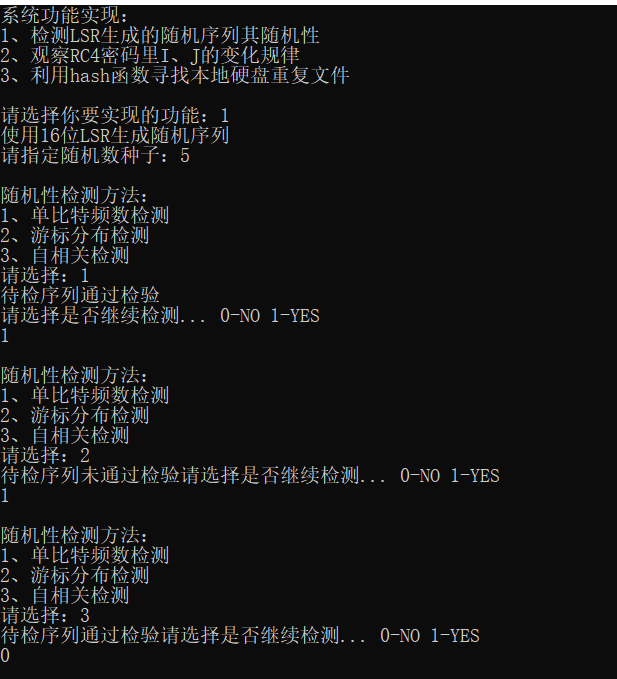 系统功能实现:
1、检测LSR生成的随机序列其随机性
2、观察RC4密码里I、J的变化规律
3、利用hash函数寻找本地硬盘重复文件
请选择你要实现的功能: 1
使用16位LSR生成随机序列
请指定随机数种子: 5
随机性检测方法:
1、单比特频数检测
2、游标分布检测
3、自相关检测
请选择: 1
待检序列通过检验
请选择是否继续检测... 0-NO 1-YES
1
随机性检测方法:
1、单比特频数检测
2、游标分布检测
3、自相关检测
请选择: 2
待检序列未通过检验请选择是否继续检测... 0-NO 1-YES
1
随机性检测方法:
1、单比特频数检测
2、游标分布检测
3、自相关检测
请选择: 3
待检序列通过检验请选择是否继续检测... 0-NO 1-YES
0